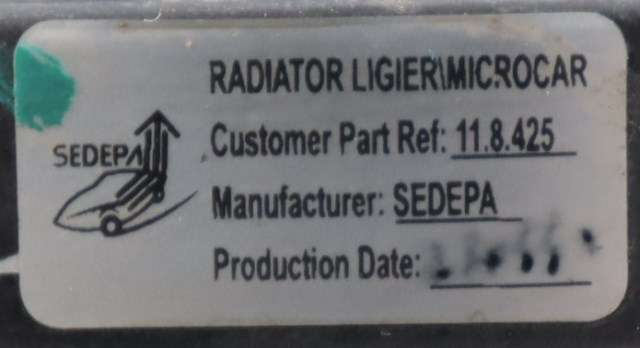 RADIATOR LIGIER\MICROCAR
SEDEPA
Customer Part Ref: 11.8.425
Manufacturer: SEDEPA
Production Date: